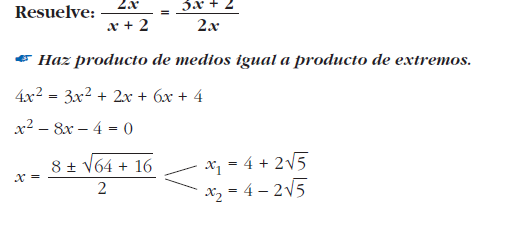 Resuelve: 2x / x + 2 = 3x + 2 / 2x
☞ Haz producto de medios igual a producto de extremos.
4x² = 3x² + 2x + 6x + 4
x² – 8x – 4 = 0
x = 8 ± √64 + 16 / 2
x₁ = 4 + 2√5
x₂ = 4 – 2√5